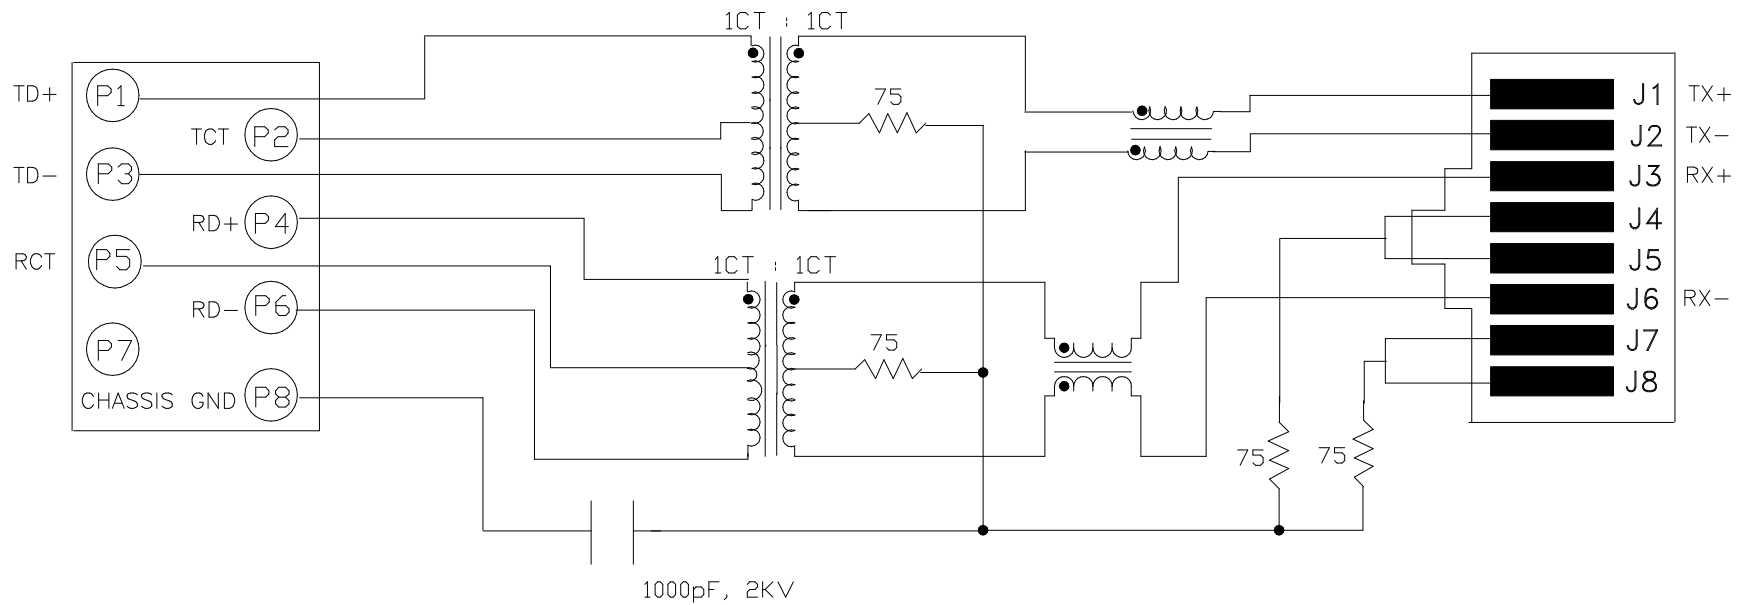 1CT : 1CT
TD+ P1
75
J1 TX+
TCT P2
J2 TX-
TD- P3
J3 RX+
RD+ P4
J4
RCT P5
1CT : 1CT
J5
RD- P6
J6 RX-
P7
75
J7
CHASSIS GND P8
J8
75
75
1000pF, 2KV